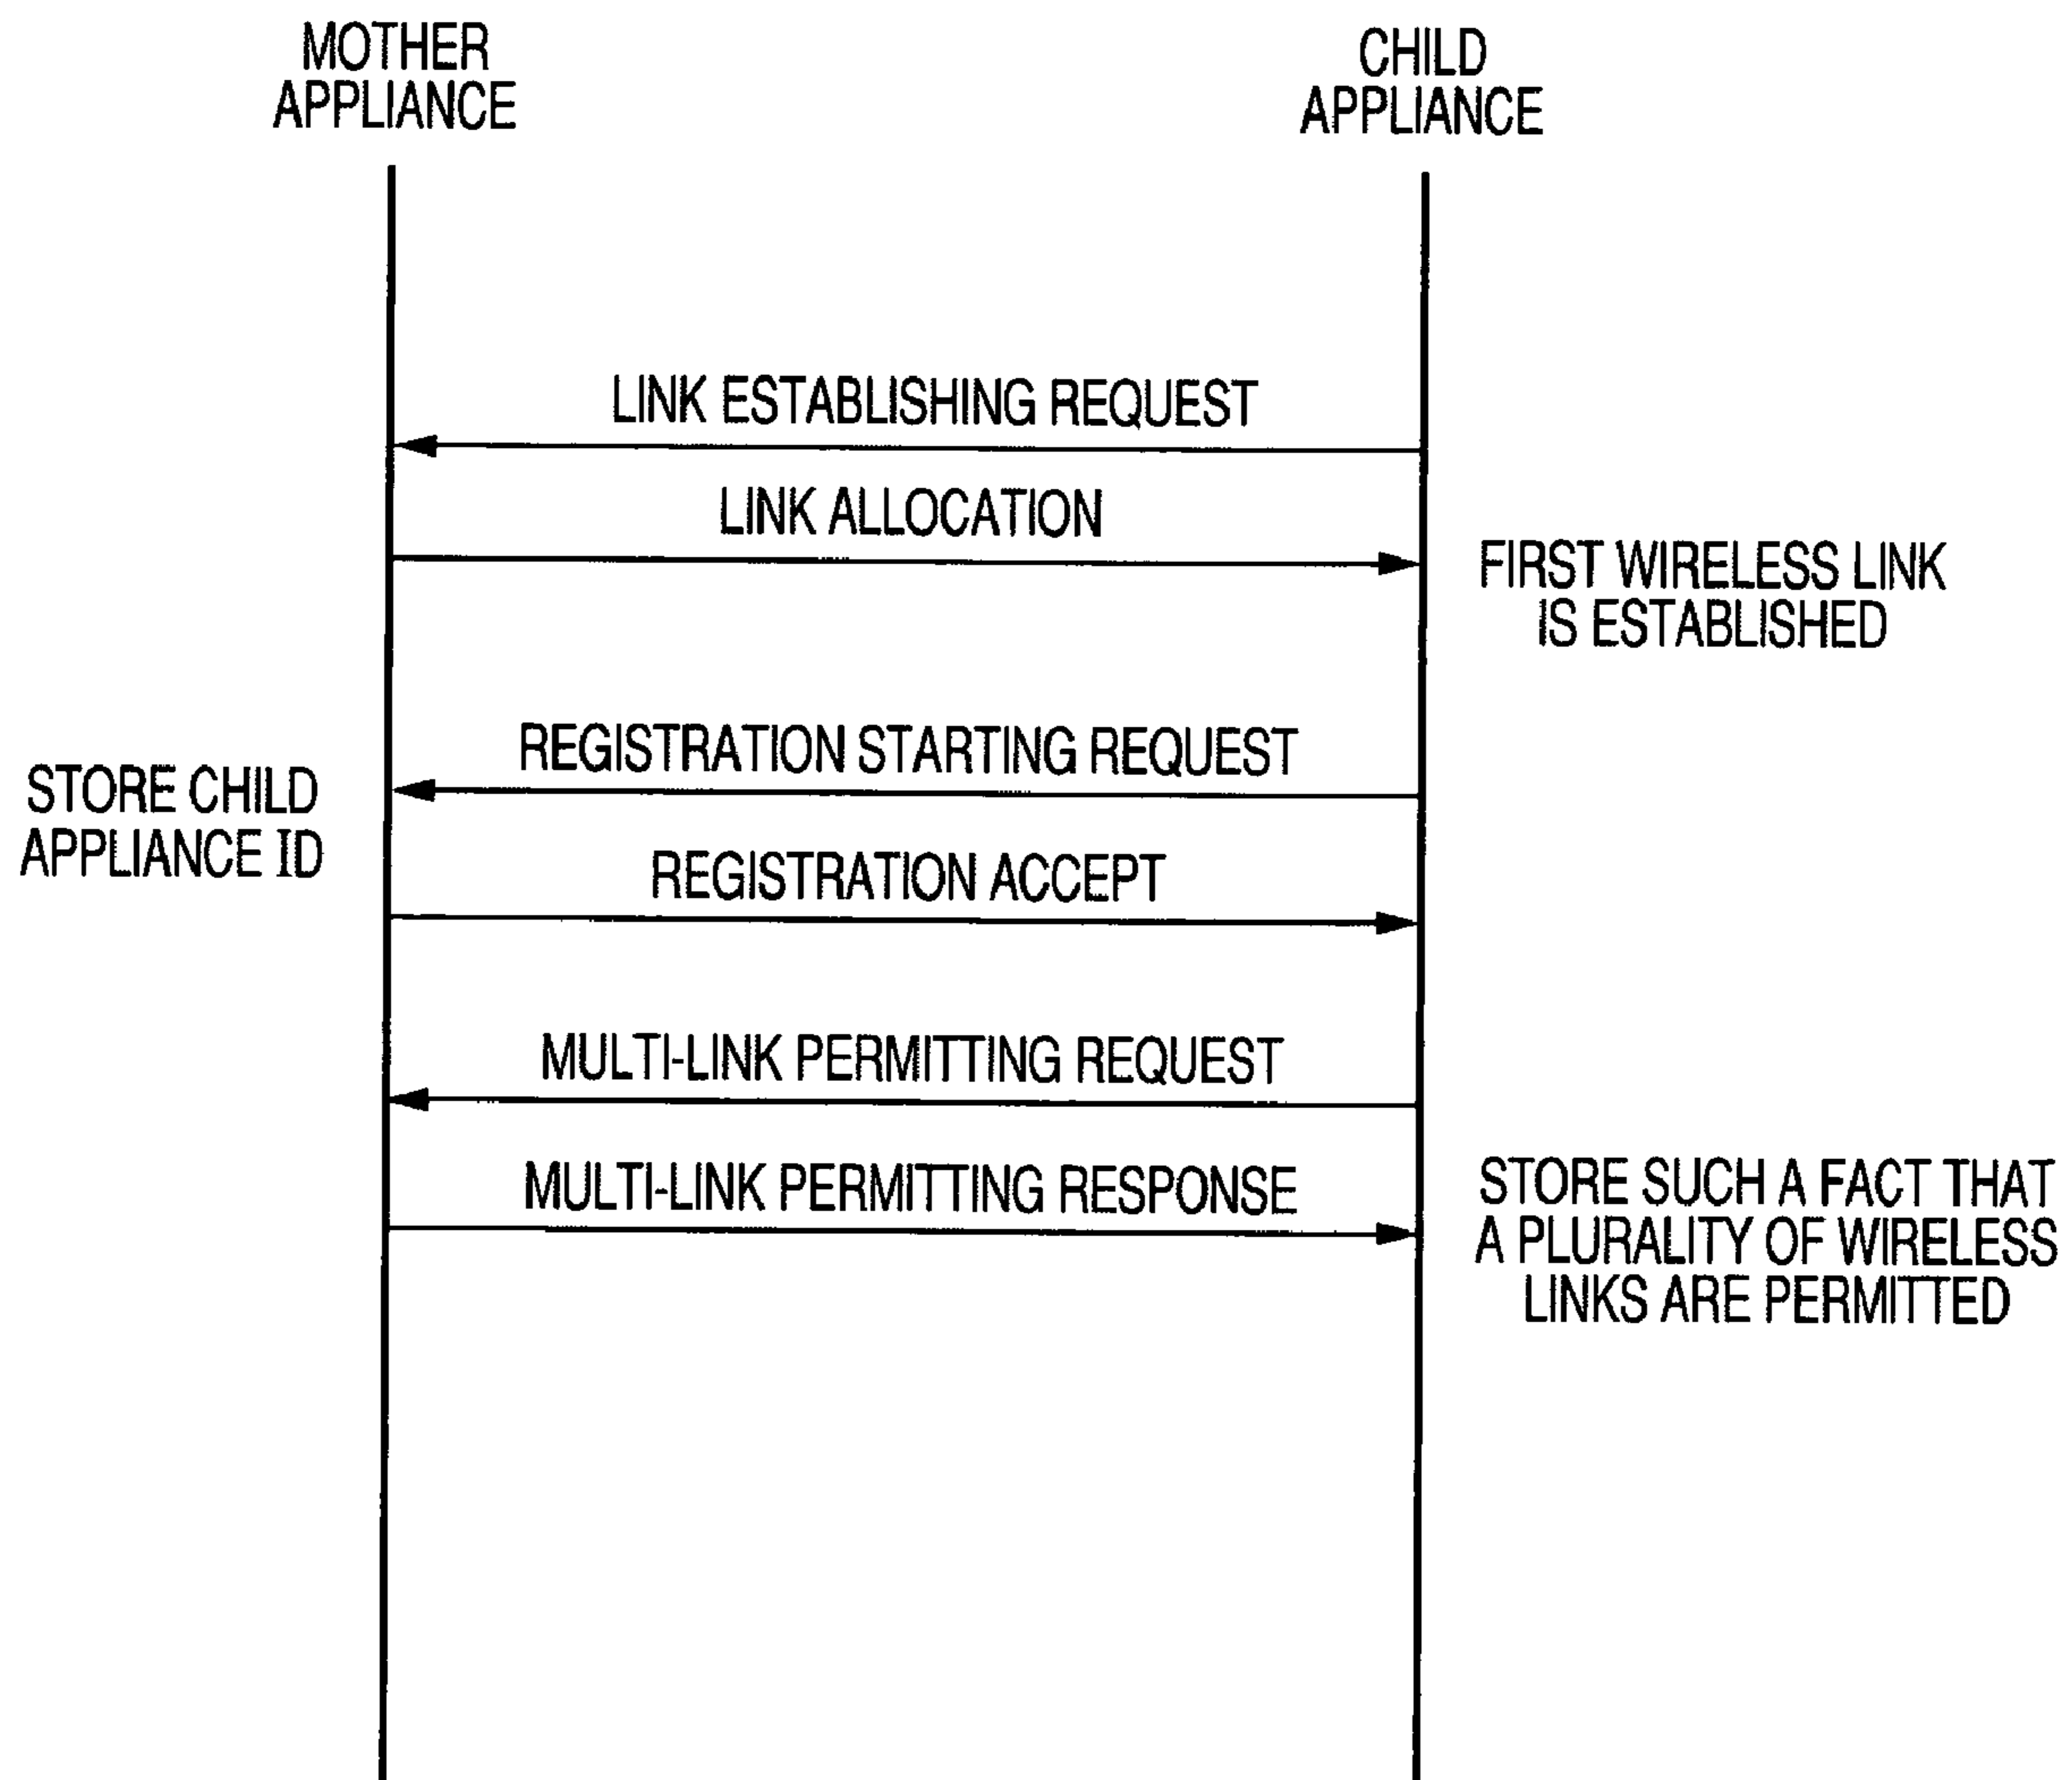 MOTHER
APPLIANCE
CHILD
APPLIANCE
LINK ESTABLISHING REQUEST
LINK ALLOCATION
FIRST WIRELESS LINK
IS ESTABLISHED
REGISTRATION STARTING REQUEST
STORE CHILD
APPLIANCE ID
REGISTRATION ACCEPT
MULTI-LINK PERMITTING REQUEST
MULTI-LINK PERMITTING RESPONSE
STORE SUCH A FACT THAT
A PLURALITY OF WIRELESS
LINKS ARE PERMITTED